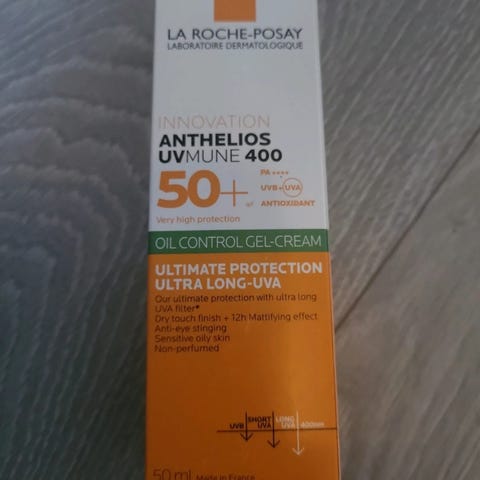 LA ROCHE-POSAY
LABORATOIRE DERMATOLOGIQUE
INNOVATION
ANTHELIOS
UVMUNE 400
50+
PA ++++
UVB+UVA
ANTIOXIDANT
Very high protection
OIL CONTROL GEL-CREAM
ULTIMATE PROTECTION
ULTRA LONG-UVA
Our ultimate protection with ultra long
UVA filter*
Dry touch finish + 12h Mattifying effect
Anti-eye stinging
Sensitive oily skin
Non-perfumed
UVB
SHORT UVA
LONG UVA
400nm
50 ml Made in France